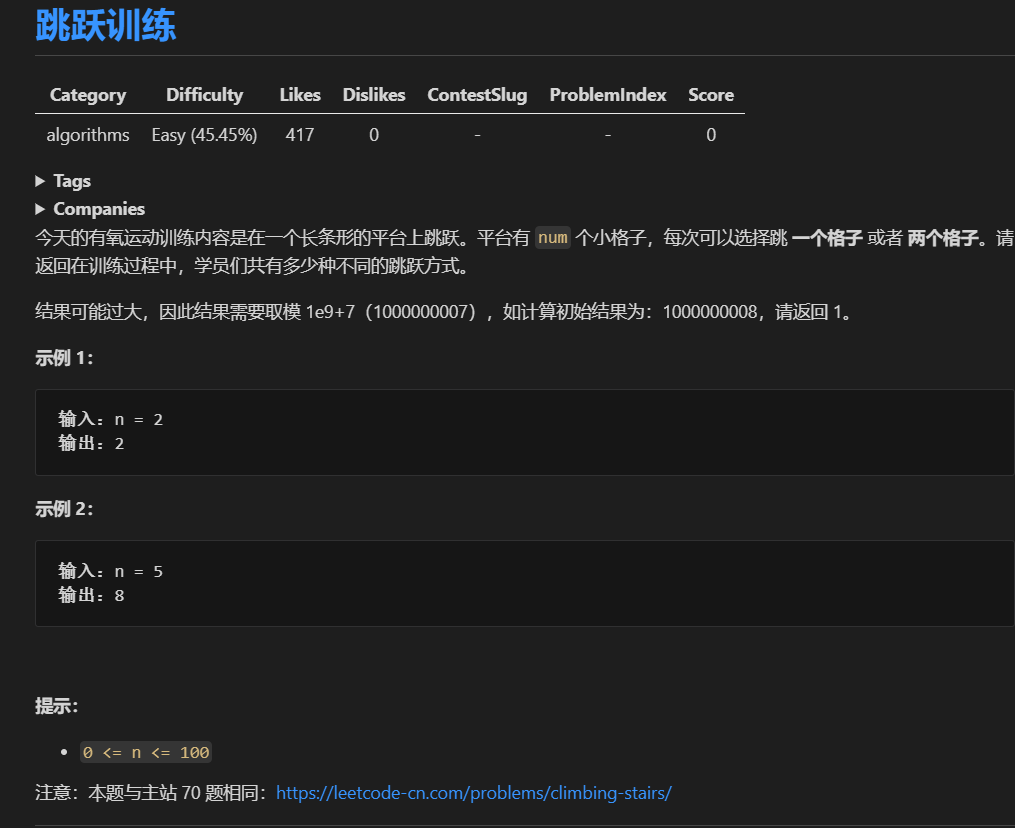 跳跃训练
Category Difficulty Likes Dislikes ContestSlug ProblemIndex Score
algorithms Easy (45.45%) 417 0 - - 0
▶ Tags
▶ Companies
今天的有氧运动训练内容是在一个长条形的平台上跳跃。平台有 num 个小格子，每次可以选择跳 一个格子 或者 两个格子。请
返回在训练过程中，学员们共有多少种不同的跳跃方式。
结果可能过大，因此结果需要取模 1e9+7（1000000007），如计算初始结果为：1000000008，请返回 1。
示例 1：
输入：n = 2
输出：2
示例 2：
输入：n = 5
输出：8
提示：
• 0 <= n <= 100
注意：本题与主站 70 题相同：https://leetcode-cn.com/problems/climbing-stairs/